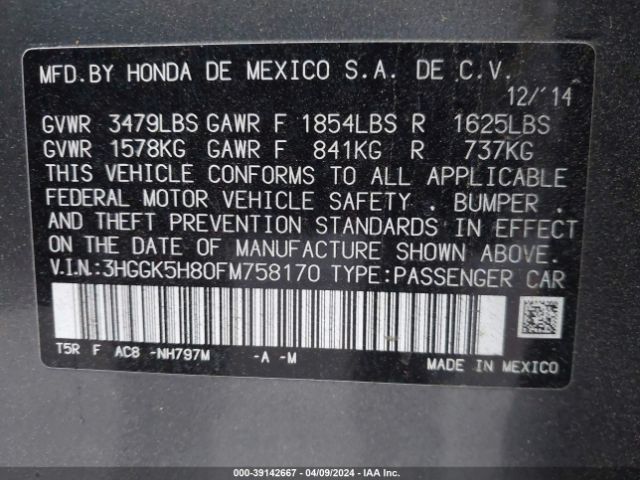 MFD.BY HONDA DE MEXICO S.A. DE C.V.
12/'14
GVWR 3479LBS GAWR F 1854LBS R 1625LBS
GVWR 1578KG GAWR F 841KG R 737KG
THIS VEHICLE CONFORMS TO ALL APPLICABLE
FEDERAL MOTOR VEHICLE SAFETY . BUMPER .
AND THEFT PREVENTION STANDARDS IN EFFECT
ON THE DATE OF MANUFACTURE SHOWN ABOVE.
V.I.N.:3HGGK5H80FM758170 TYPE:PASSENGER CAR
T5R F AC8 -NH797M -A -M
MADE IN MEXICO
000-39142667 - 04/09/2024 - IAA Inc.